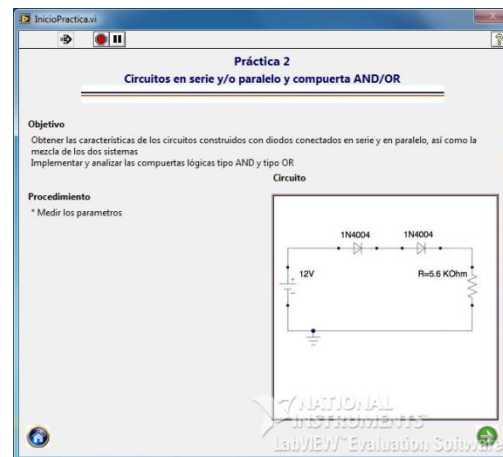 InicioPractica.vi
Práctica 2
Circuitos en serie y/o paralelo y compuerta AND/OR
Objetivo
Obtener las características de los circuitos construidos con diodos conectados en serie y en paralelo, así como la
mezcla de los dos sistemas
Implementar y analizar las compuertas lógicas tipo AND y tipo OR
Circuito
Procedimiento
* Medir los parametros
1N4004 1N4004
12V
R=5.6 KOhm
NATIONAL
INSTRUMENTS
LabVIEW™ Evaluation Software